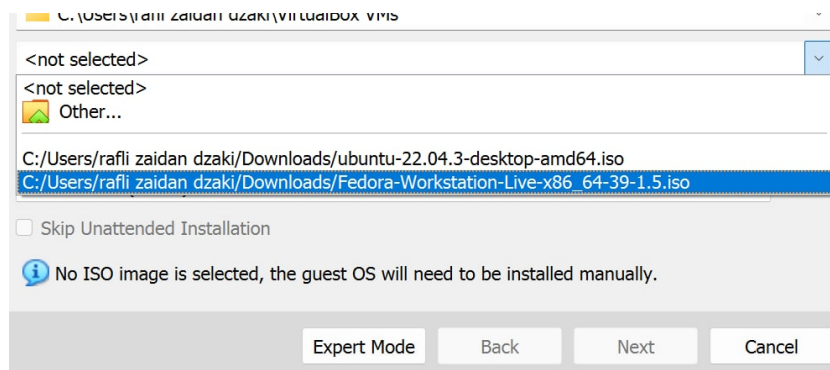 C:\Users\rafli zaidan dzaki\VirtualBox VMs
<not selected>
<not selected>
Other...
C:/Users/rafli zaidan dzaki/Downloads/ubuntu-22.04.3-desktop-amd64.iso
C:/Users/rafli zaidan dzaki/Downloads/Fedora-Workstation-Live-x86_64-39-1.5.iso
Skip Unattended Installation
No ISO image is selected, the guest OS will need to be installed manually.
Expert Mode Back Next Cancel